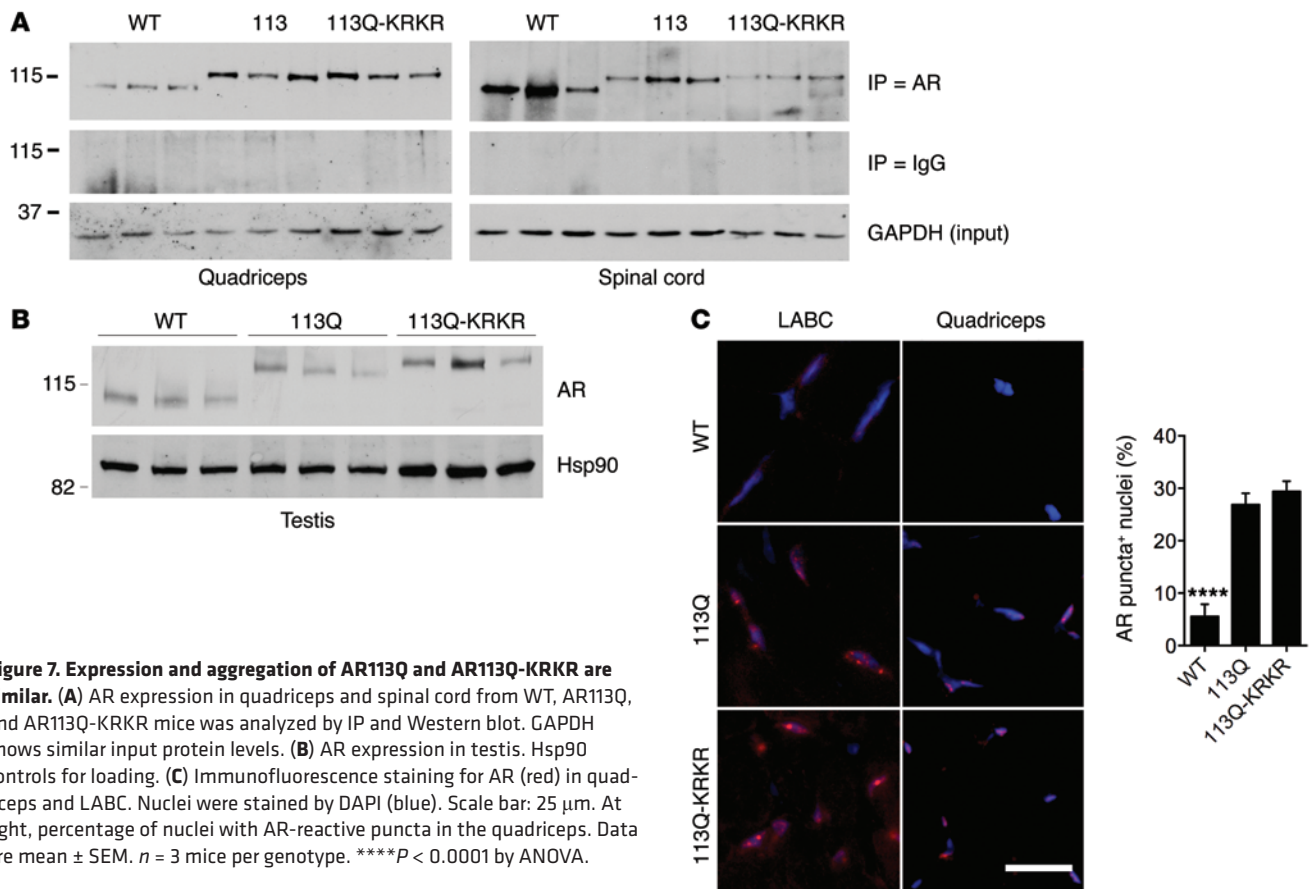 A
WT 113 113Q-KRKR
WT 113 113Q-KRKR
115
IP = AR
115
IP = IgG
37
GAPDH (input)
Quadriceps
Spinal cord
B
WT 113Q 113Q-KRKR
115
AR
Hsp90
82
Testis
C
LABC Quadriceps
WT
113Q
113Q-KRKR
AR puncta⁺ nuclei (%)
40
30
20
10
0
****
WT
113Q
113Q-KRKR
igure 7. Expression and aggregation of AR113Q and AR113Q-KRKR are
imilar. (A) AR expression in quadriceps and spinal cord from WT, AR113Q,
nd AR113Q-KRKR mice was analyzed by IP and Western blot. GAPDH
hows similar input protein levels. (B) AR expression in testis. Hsp90
ontrols for loading. (C) Immunofluorescence staining for AR (red) in quad-
iceps and LABC. Nuclei were stained by DAPI (blue). Scale bar: 25 μm. At
ght, percentage of nuclei with AR-reactive puncta in the quadriceps. Data
re mean ± SEM. n = 3 mice per genotype. ****P < 0.0001 by ANOVA.